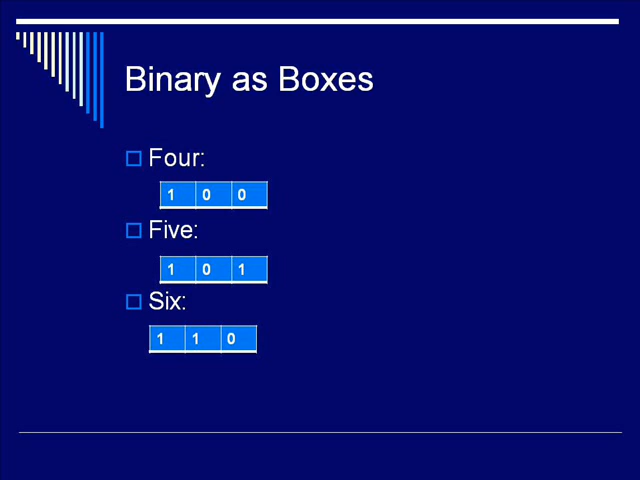 Binary as Boxes
Four:
1 0 0
Five:
1 0 1
Six:
1 1 0